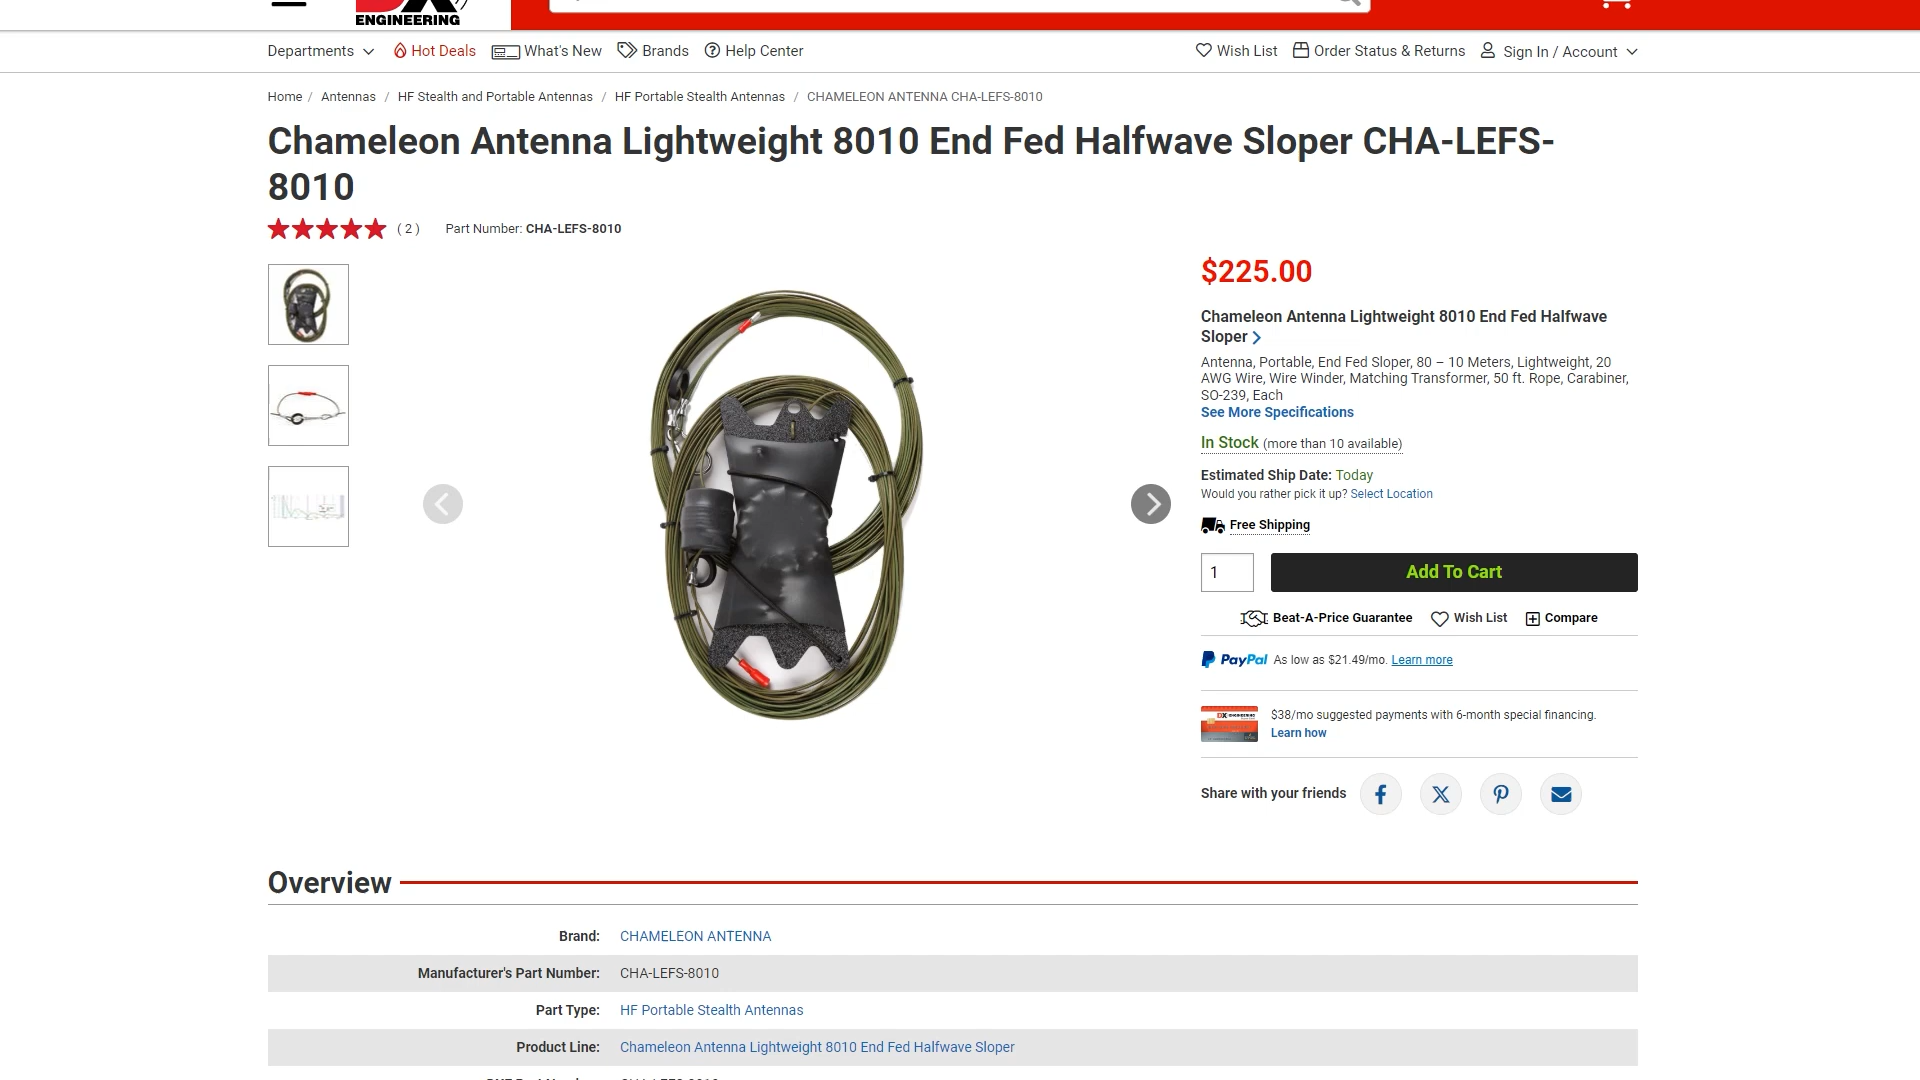 ENGINEERING
Departments Hot Deals What's New Brands Help Center Wish List Order Status & Returns Sign In / Account
Home / Antennas / HF Stealth and Portable Antennas / HF Portable Stealth Antennas / CHAMELEON ANTENNA CHA-LEFS-8010
Chameleon Antenna Lightweight 8010 End Fed Halfwave Sloper CHA-LEFS-
8010
( 2 ) Part Number: CHA-LEFS-8010
$225.00
Chameleon Antenna Lightweight 8010 End Fed Halfwave
Sloper
Antenna, Portable, End Fed Sloper, 80 – 10 Meters, Lightweight, 20
AWG Wire, Wire Winder, Matching Transformer, 50 ft. Rope, Carabiner,
SO-239, Each
See More Specifications
In Stock (more than 10 available)
Estimated Ship Date: Today
Would you rather pick it up? Select Location
Free Shipping
1 Add To Cart
Beat-A-Price Guarantee Wish List Compare
PayPal As low as $21.49/mo. Learn more
DX ENGINEERING
$38/mo suggested payments with 6-month special financing.
Learn how
Share with your friends
Overview
Brand: CHAMELEON ANTENNA
Manufacturer's Part Number: CHA-LEFS-8010
Part Type: HF Portable Stealth Antennas
Product Line: Chameleon Antenna Lightweight 8010 End Fed Halfwave Sloper